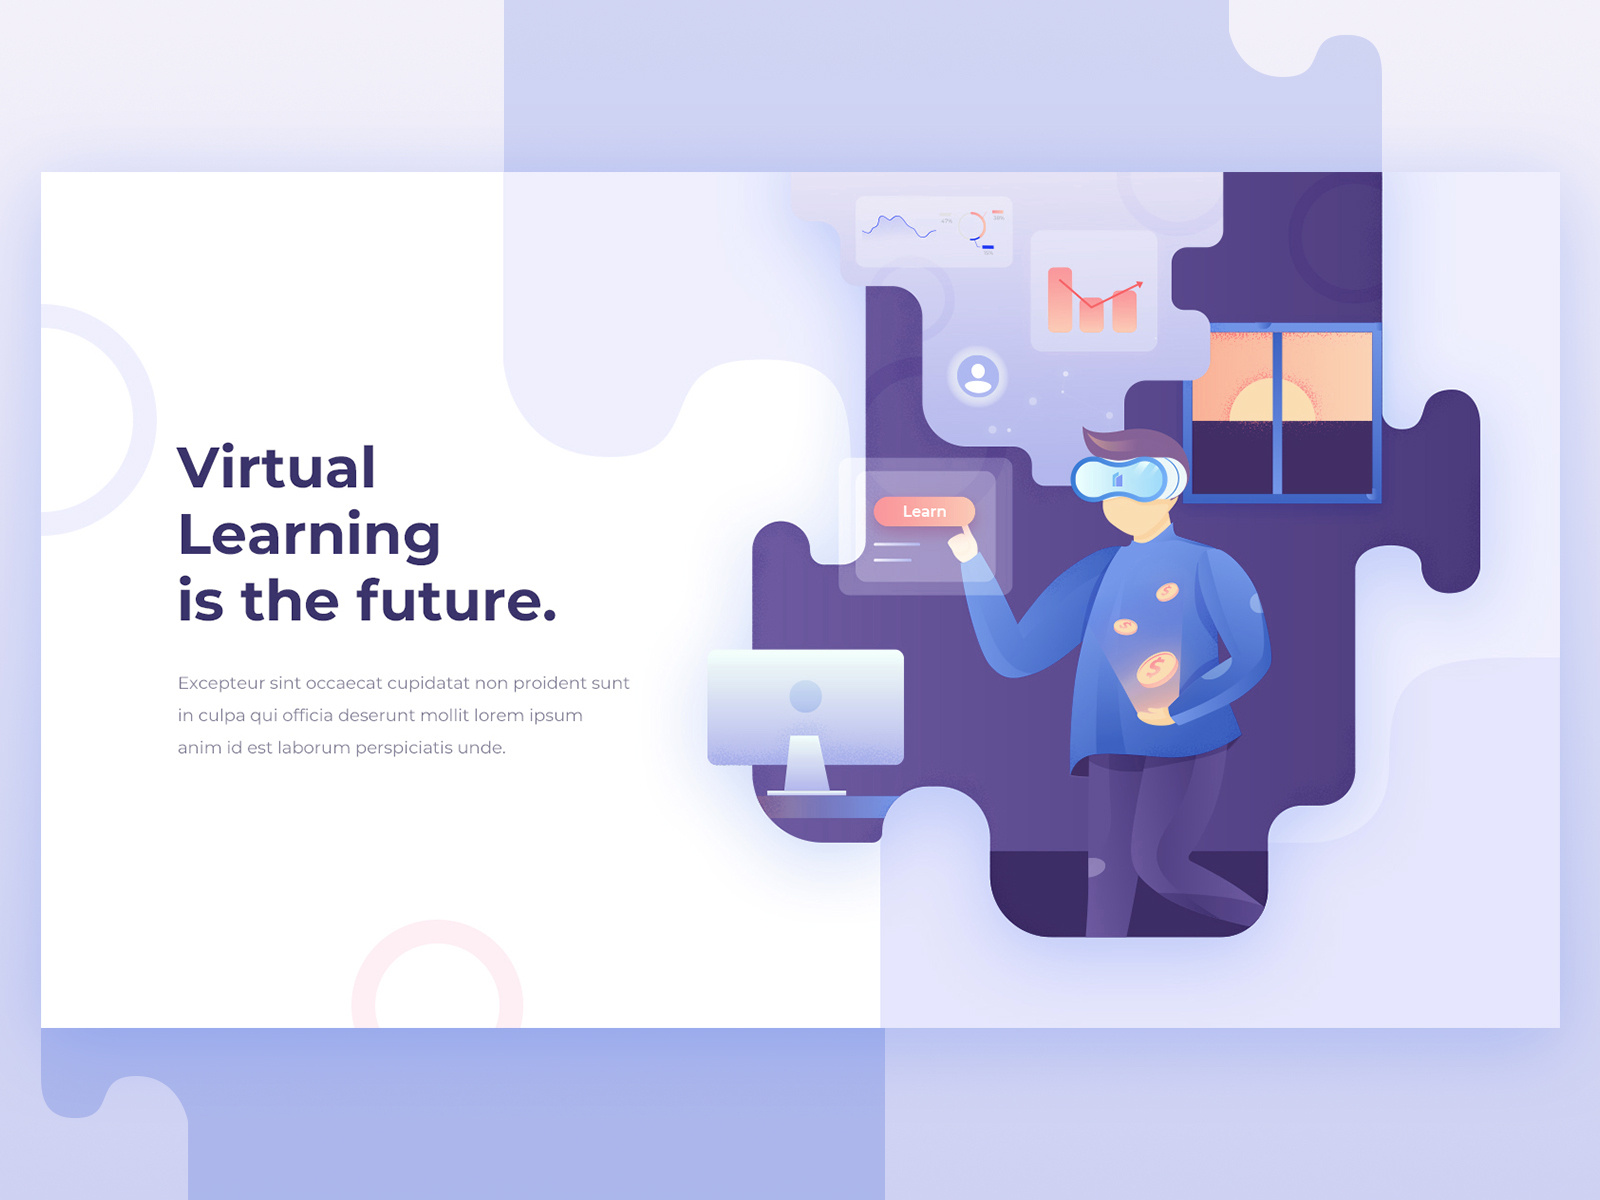 Virtual
Learning
is the future.
Excepteur sint occaecat cupidatat non proident sunt
in culpa qui officia deserunt mollit lorem ipsum
anim id est laborum perspiciatis unde.
47%
Learn